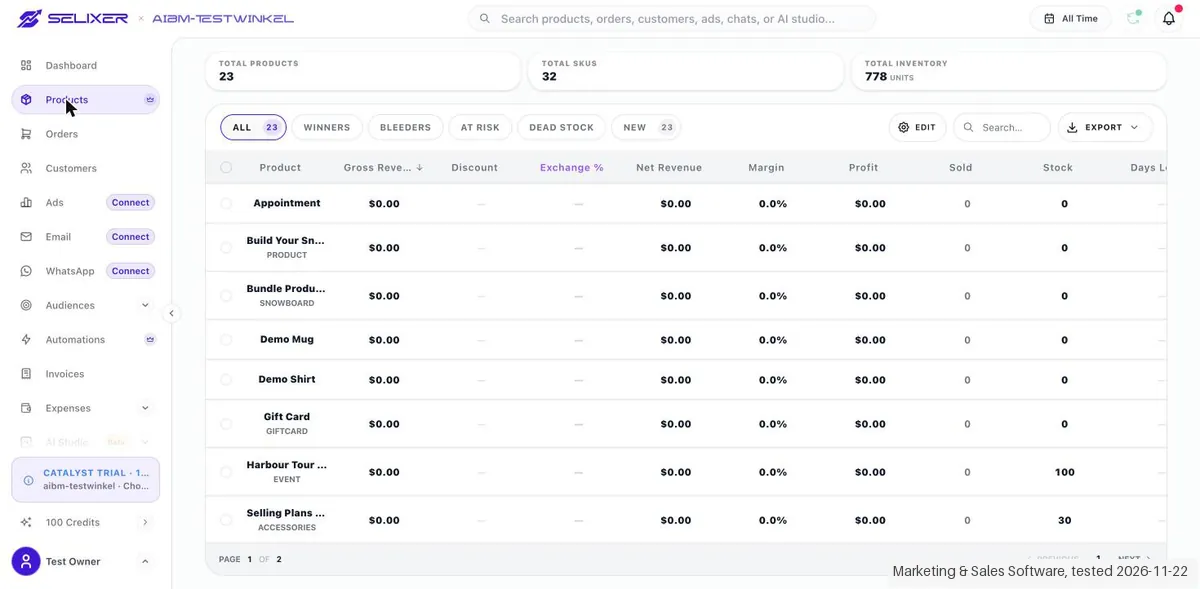 SELIXER × AIBM-TESTWINKEL
Search products, orders, customers, ads, chats, or AI studio...
All Time
Dashboard
Products
Orders
Customers
Ads Connect
Email Connect
WhatsApp Connect
Audiences
Automations
Invoices
Expenses
AI Studio Beta
CATALYST TRIAL · 1...
aibm-testwinkel · Cho...
100 Credits
Test Owner
TOTAL PRODUCTS
23
TOTAL SKUS
32
TOTAL INVENTORY
778 UNITS
ALL 23 WINNERS BLEEDERS AT RISK DEAD STOCK NEW 23
EDIT Search... EXPORT
Product Gross Reve... ↓ Discount Exchange % Net Revenue Margin Profit Sold Stock Days L
Appointment $0.00 — — $0.00 0.0% $0.00 0 0 —
Build Your Sn...
PRODUCT
$0.00 — — $0.00 0.0% $0.00 0 0 —
Bundle Produ...
SNOWBOARD
$0.00 — — $0.00 0.0% $0.00 0 0 —
Demo Mug $0.00 — — $0.00 0.0% $0.00 0 0 —
Demo Shirt $0.00 — — $0.00 0.0% $0.00 0 0 —
Gift Card
GIFTCARD
$0.00 — — $0.00 0.0% $0.00 0 0 —
Harbour Tour ...
EVENT
$0.00 — — $0.00 0.0% $0.00 0 100 —
Selling Plans ...
ACCESSORIES
$0.00 — — $0.00 0.0% $0.00 0 30 —
PAGE 1 OF 2
PREVIOUS 1 NEXT
Marketing & Sales Software, tested 2026-11-22